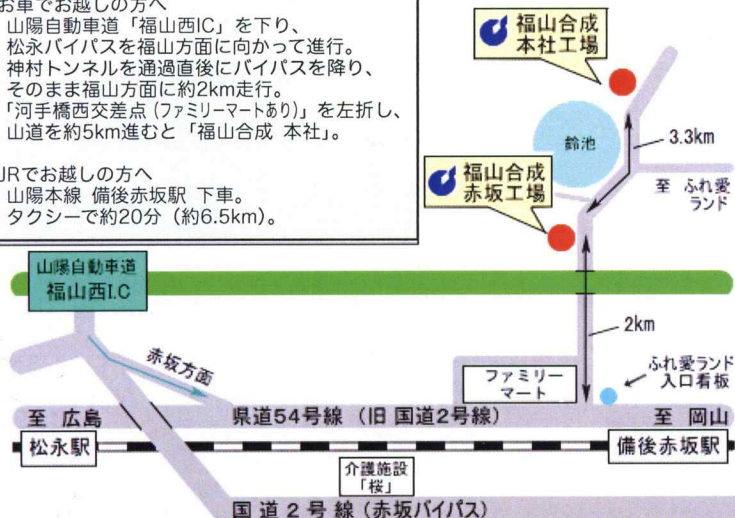 お車でお越しの方へ
山陽自動車道「福山西IC」を下り、
松永バイパスを福山方面に向かって進行。
神村トンネルを通過直後にバイパスを降り、
そのまま福山方面に約2km走行。
「河手橋西交差点(ファミリーマートあり)」を左折し、
山道を約5km進むと「福山合成 本社」。
JRでお越しの方へ
山陽本線 備後赤坂駅 下車。
タクシーで約20分(約6.5km)。
福山合成
本社工場
鈴池
3.3km
至 ふれ愛
ランド
福山合成
赤坂工場
山陽自動車道
福山西I.C
2km
赤坂方面
ファミリー
マート
ふれ愛ランド
入口看板
至 広島
県道54号線(旧 国道2号線)
至 岡山
松永駅
備後赤坂駅
介護施設
「桜」
国道2号線(赤坂バイパス)